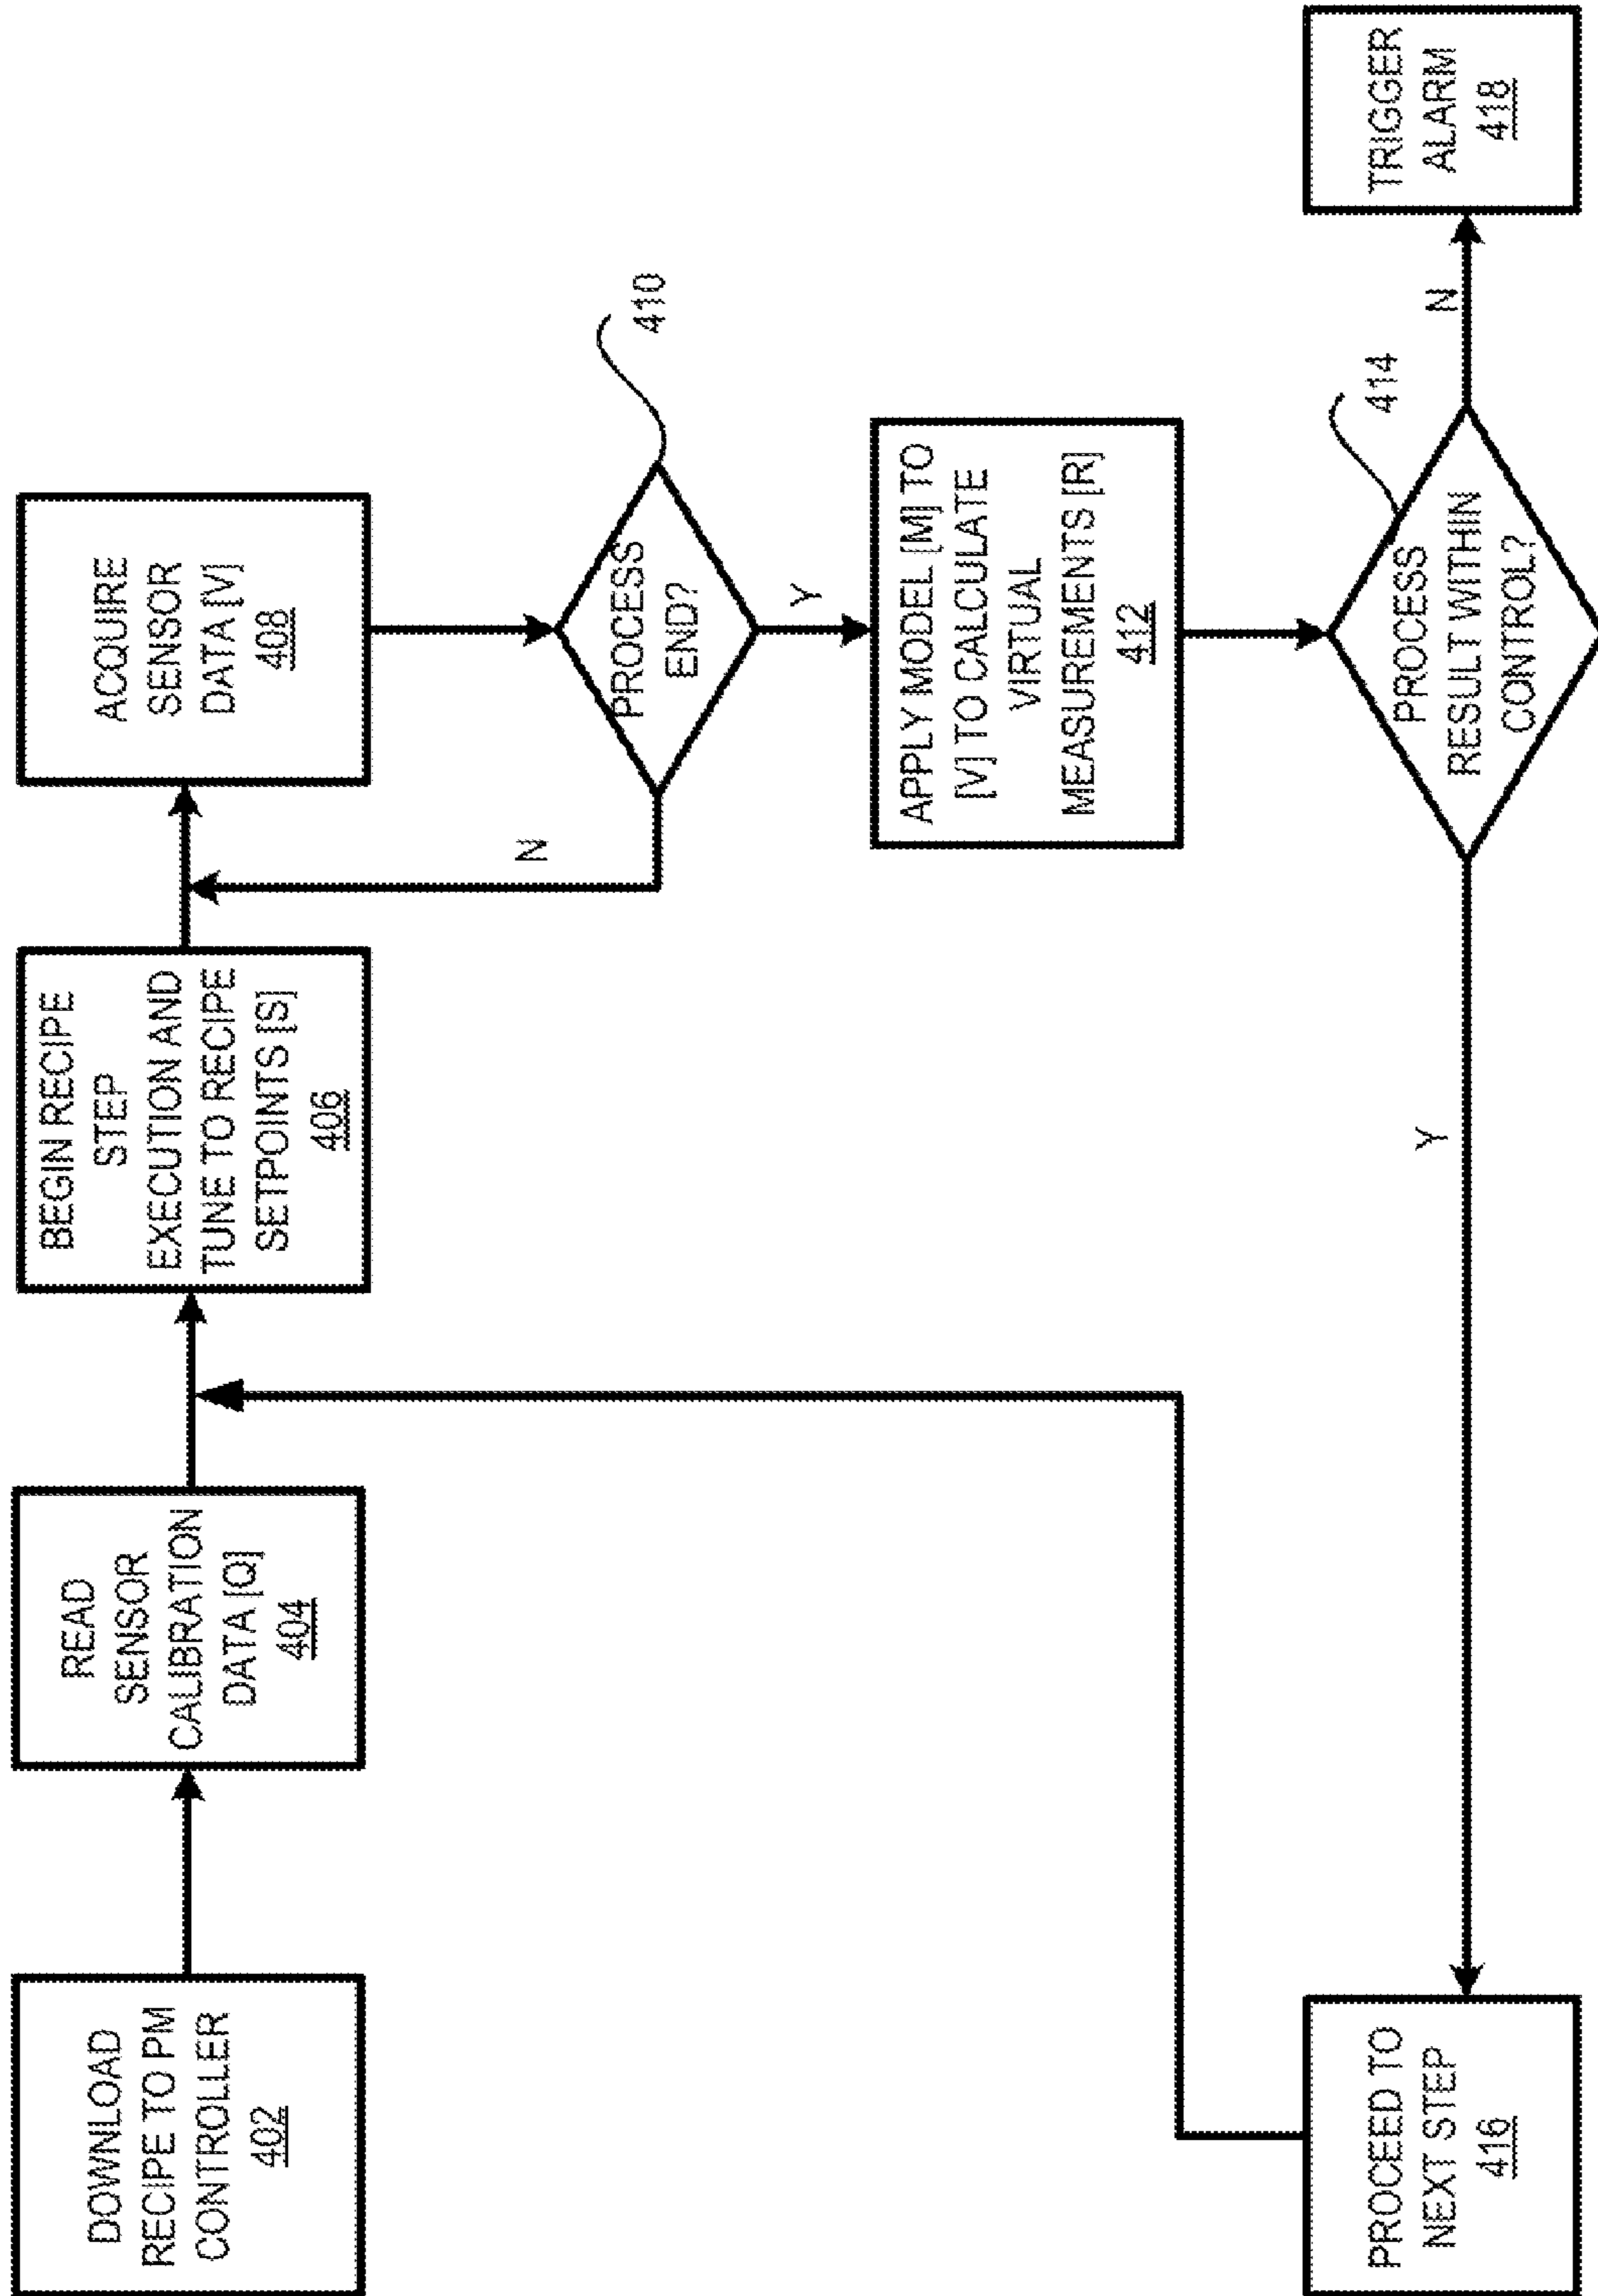 DOWNLOAD
RECIPE TO PM
CONTROLLER
402
READ
SENSOR
CALIBRATION
DATA [Q]
404
BEGIN RECIPE
STEP
EXECUTION AND
TUNE TO RECIPE
SETPOINTS [S]
406
ACQUIRE
SENSOR
DATA [V]
408
N
PROCESS
END?
410
Y
APPLY MODEL [M] TO
[V] TO CALCULATE
VIRTUAL
MEASUREMENTS [R]
412
PROCEED TO
NEXT STEP
416
Y
PROCESS
RESULT WITHIN
CONTROL?
414
N
TRIGGER
ALARM
418